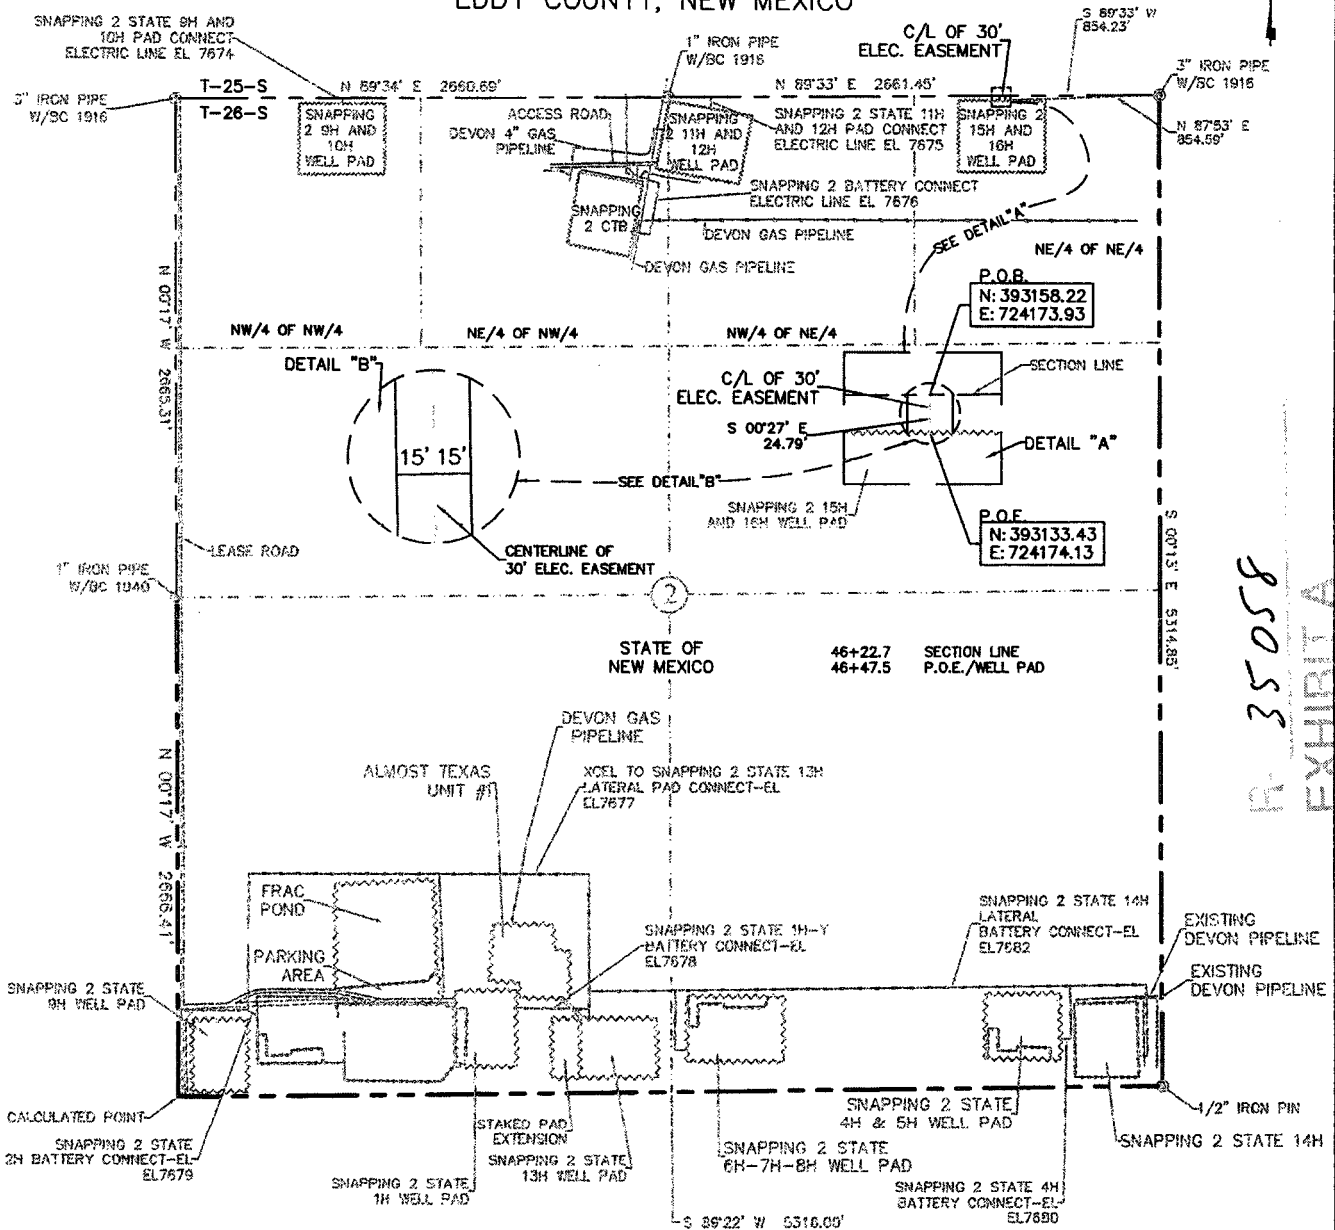 EDDY COUNTY, NEW MEXICO
SNAPPING 2 STATE 9H AND
10H PAD CONNECT
ELECTRIC LINE EL 7674
1" IRON PIPE
W/BC 1916
C/L OF 30'
ELEC. EASEMENT
S 89°33' W
854.23'
3" IRON PIPE
W/BC 1916
3" IRON PIPE
W/BC 1916
T-25-S
T-26-S
N 89°34' E 2660.69'
N 89°33' E 2661.45'
N 87°53' E
854.59'
SNAPPING
2 9H AND
10H
WELL PAD
ACCESS ROAD
DEVON 4" GAS
PIPELINE
SNAPPING
2 11H AND
12H
WELL PAD
SNAPPING 2 STATE 11H
AND 12H PAD CONNECT
ELECTRIC LINE EL 7675
SNAPPING 2
15H AND
16H
WELL PAD
SNAPPING 2 BATTERY CONNECT
ELECTRIC LINE EL 7676
SNAPPING
2 CTB
DEVON GAS PIPELINE
DEVON GAS PIPELINE
SEE DETAIL"A"
NE/4 OF NE/4
N 00°17' W 2665.31'
P.O.B.
N: 393158.22
E: 724173.93
NW/4 OF NW/4
NE/4 OF NW/4
NW/4 OF NE/4
DETAIL "B"
C/L OF 30'
ELEC. EASEMENT
SECTION LINE
S 00°27' E
24.79'
DETAIL "A"
15' 15'
SEE DETAIL"B"
SNAPPING 2 15H
AND 16H WELL PAD
P.O.E.
N: 393133.43
E: 724174.13
LEASE ROAD
CENTERLINE OF
30' ELEC. EASEMENT
1" IRON PIPE
W/BC 1940
2
S 00°13' E 5314.85'
STATE OF
NEW MEXICO
46+22.7 SECTION LINE
46+47.5 P.O.E./WELL PAD
R- 35058
EXHIBIT A
DEVON GAS
PIPELINE
ALMOST TEXAS
UNIT #1
XCEL TO SNAPPING 2 STATE 13H
LATERAL PAD CONNECT-EL
EL7677
N 00°17' W 2666.41'
FRAC
POND
PARKING
AREA
SNAPPING 2 STATE 1H-Y
BATTERY CONNECT-EL
EL7678
SNAPPING 2 STATE 14H
LATERAL
BATTERY CONNECT-EL
EL7682
EXISTING
DEVON PIPELINE
EXISTING
DEVON PIPELINE
SNAPPING 2 STATE
9H WELL PAD
CALCULATED POINT
SNAPPING 2 STATE
2H BATTERY CONNECT-EL
EL7679
SNAPPING 2 STATE
1H WELL PAD
STAKED PAD
EXTENSION
SNAPPING 2 STATE
13H WELL PAD
SNAPPING 2 STATE
6H-7H-8H WELL PAD
SNAPPING 2 STATE
4H & 5H WELL PAD
SNAPPING 2 STATE 4H
BATTERY CONNECT-EL
EL7680
1/2" IRON PIN
SNAPPING 2 STATE 14H
S 89°22' W 5316.09'